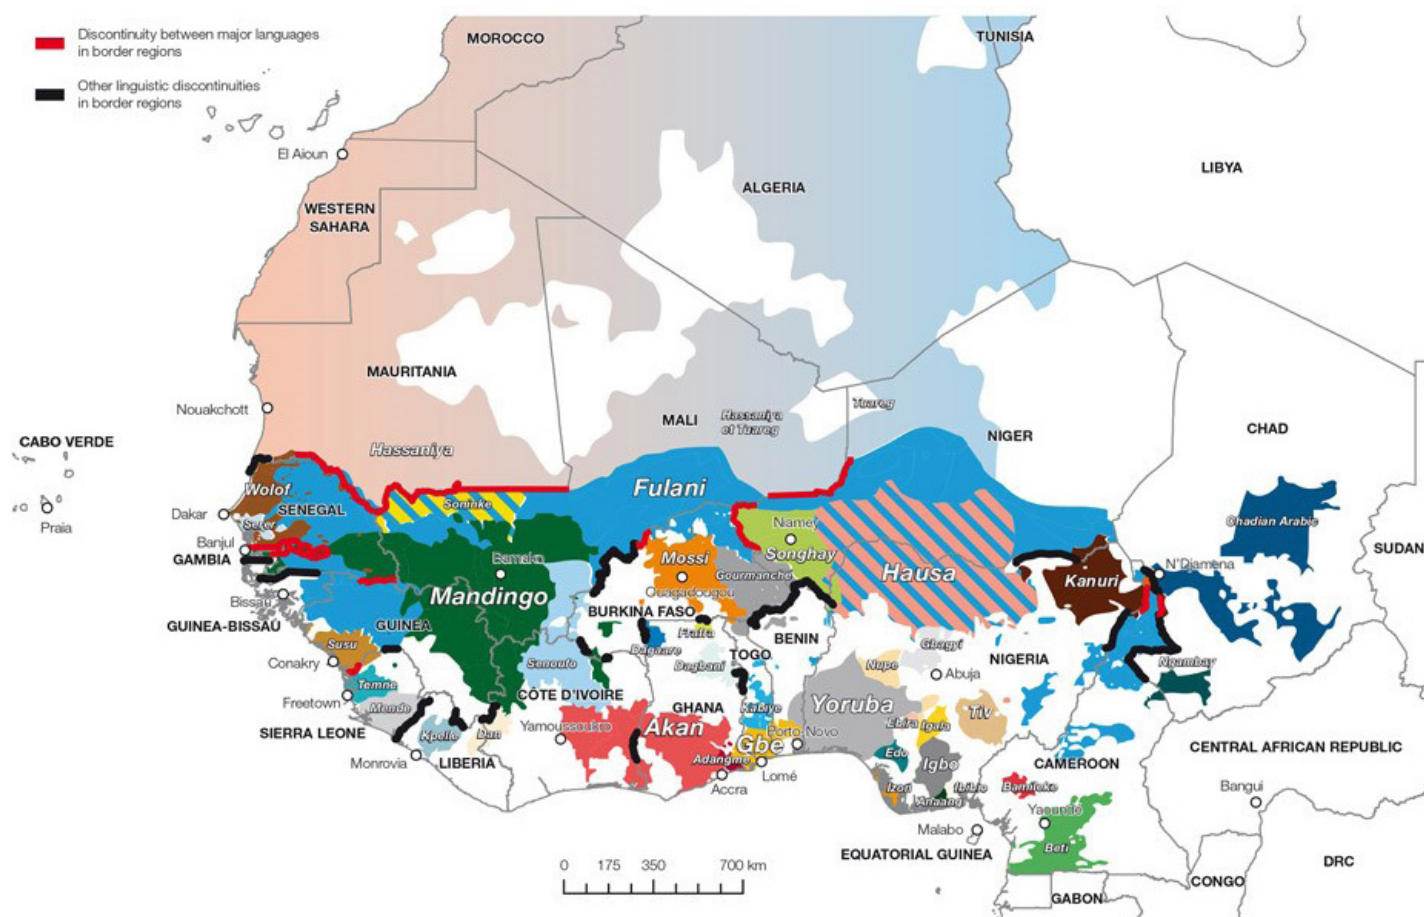 Discontinuity between major languages
in border regions
Other linguistic discontinuities
in border regions
MOROCCO
TUNISIA
El Aioun
ALGERIA
LIBYA
WESTERN
SAHARA
MAURITANIA
Nouakchott
MALI
Hassaniya
et Tuareg
Tuareg
NIGER
CHAD
CABO VERDE
Praia
Hassaniya
Wolof
SENEGAL
Soninke
Fulani
Dakar
Serer
Banjul
GAMBIA
Bamako
Mandingo
Mossi
Ouagadougou
Gourmanche
Niamey
Songhay
Hausa
Kanuri
N'Djamena
Chadian Arabic
SUDAN
Bissau
GUINEA-BISSAU
GUINEA
BURKINA FASO
BENIN
Susu
Conakry
Senoufo
Dagaare
Frafra
Dagbani
TOGO
Nupe
Gbagyi
Abuja
NIGERIA
Ngambay
Temne
Freetown
Mende
CÔTE D'IVOIRE
GHANA
Kabiye
Yoruba
Ebira
Igala
Tiv
SIERRA LEONE
Kpelle
Dan
Yamoussoukro
Akan
Gbe
Porto-Novo
Edo
Igbo
CENTRAL AFRICAN REPUBLIC
Monrovia
LIBERIA
Adangme
Lomé
Accra
Izon
Anaang
Ibibio
CAMEROON
Bamileke
Bangui
Yaoundé
Malabo
EQUATORIAL GUINEA
Beti
DRC
CONGO
GABON
0 175 350 700 km